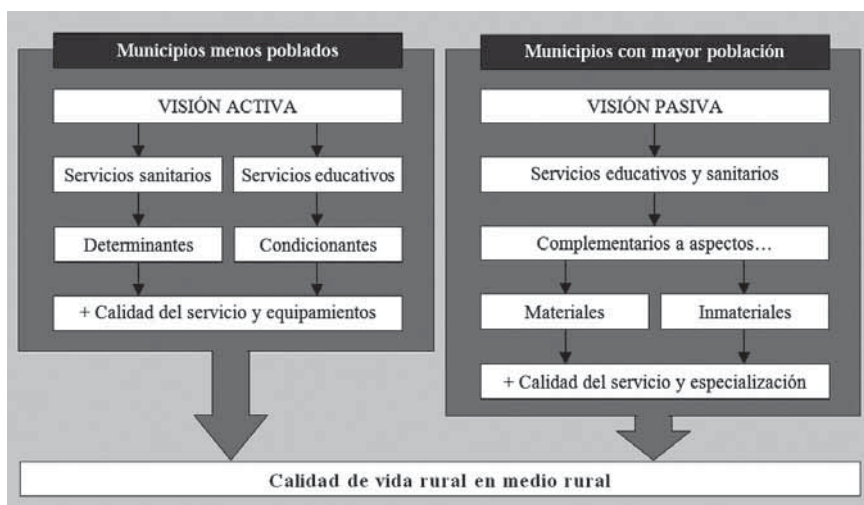 Municipios menos poblados
VISIÓN ACTIVA
Servicios sanitarios
Servicios educativos
Determinantes
Condicionantes
+ Calidad del servicio y equipamientos
Municipios con mayor población
VISIÓN PASIVA
Servicios educativos y sanitarios
Complementarios a aspectos…
Materiales
Inmateriales
+ Calidad del servicio y especialización
Calidad de vida rural en medio rural